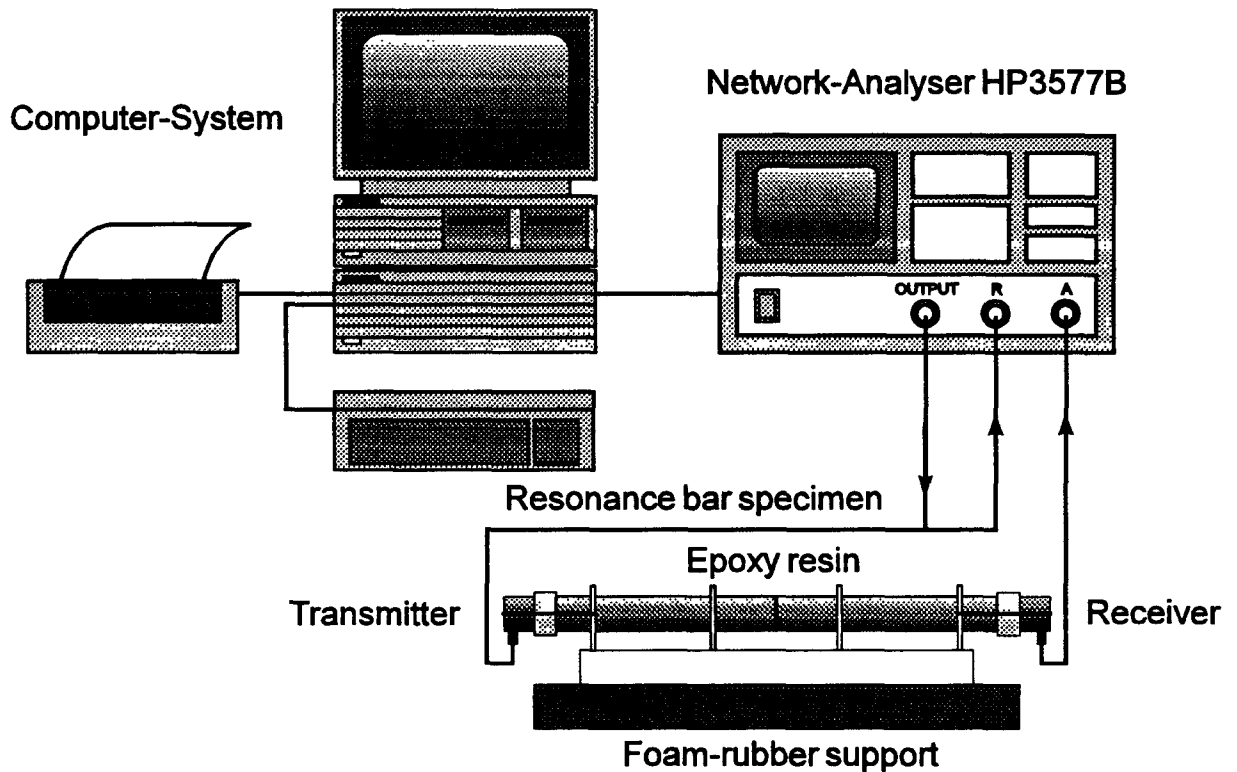 Network-Analyser HP3577B
Computer-System
OUTPUT R A
Resonance bar specimen
Epoxy resin
Transmitter
Receiver
Foam-rubber support